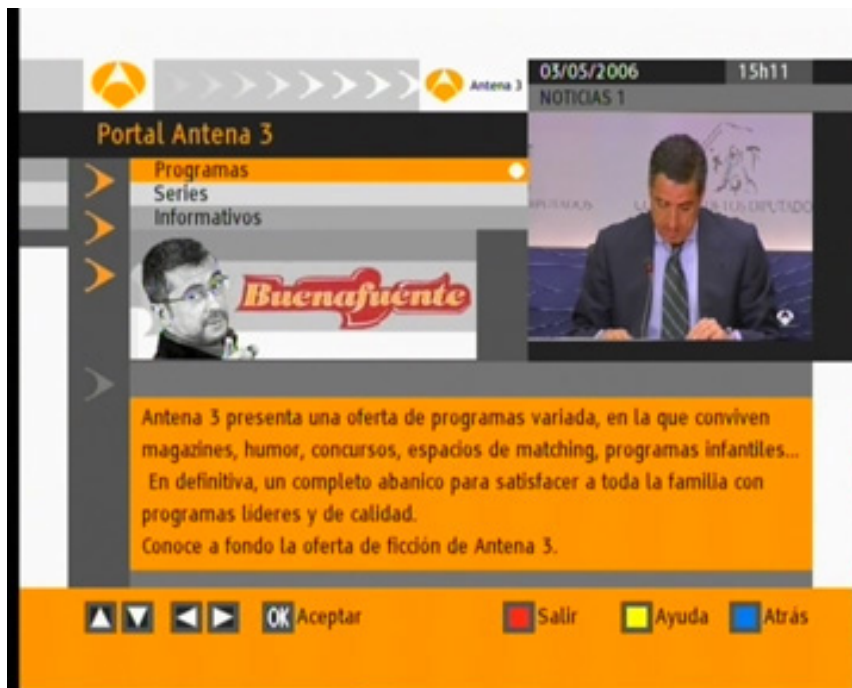 Antena 3
03/05/2006 15h11
NOTICIAS 1
Portal Antena 3
Programas
Series
Informativos
Buenafuente
Antena 3 presenta una oferta de programas variada, en la que conviven
magazines, humor, concursos, espacios de matching, programas infantiles...
En definitiva, un completo abanico para satisfacer a toda la familia con
programas líderes y de calidad.
Conoce a fondo la oferta de ficción de Antena 3.
OK Aceptar Salir Ayuda Atrás